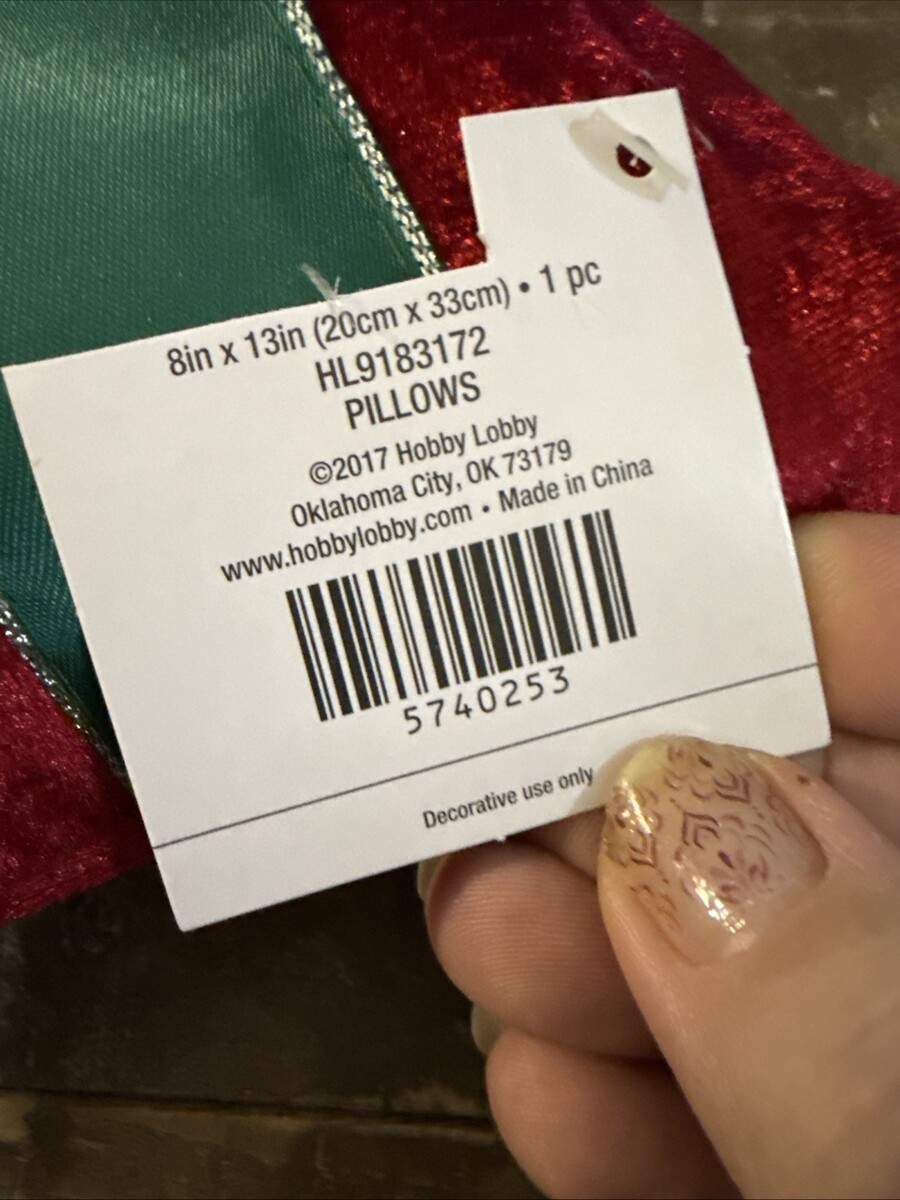 8in x 13in (20cm x 33cm) • 1 pc
HL9183172
PILLOWS
©2017 Hobby Lobby
Oklahoma City, OK 73179
www.hobbylobby.com • Made in China
5740253
Decorative use only